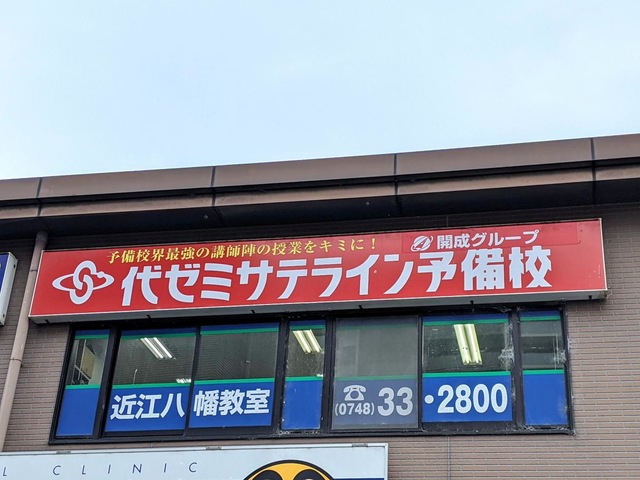 予備校界最強の講師陣の授業をキミに！
開成グループ
代ゼミサテライン予備校
近江八幡教室
☎(0748)33・2800
L CLINIC